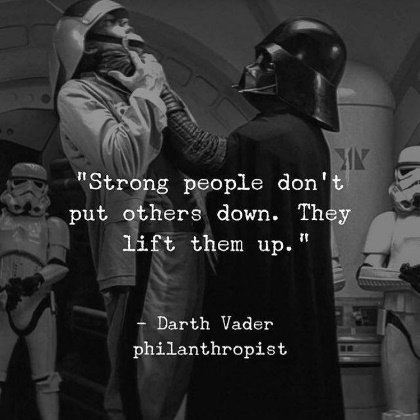 "Strong people don't
put others down. They
lift them up."
- Darth Vader
philanthropist